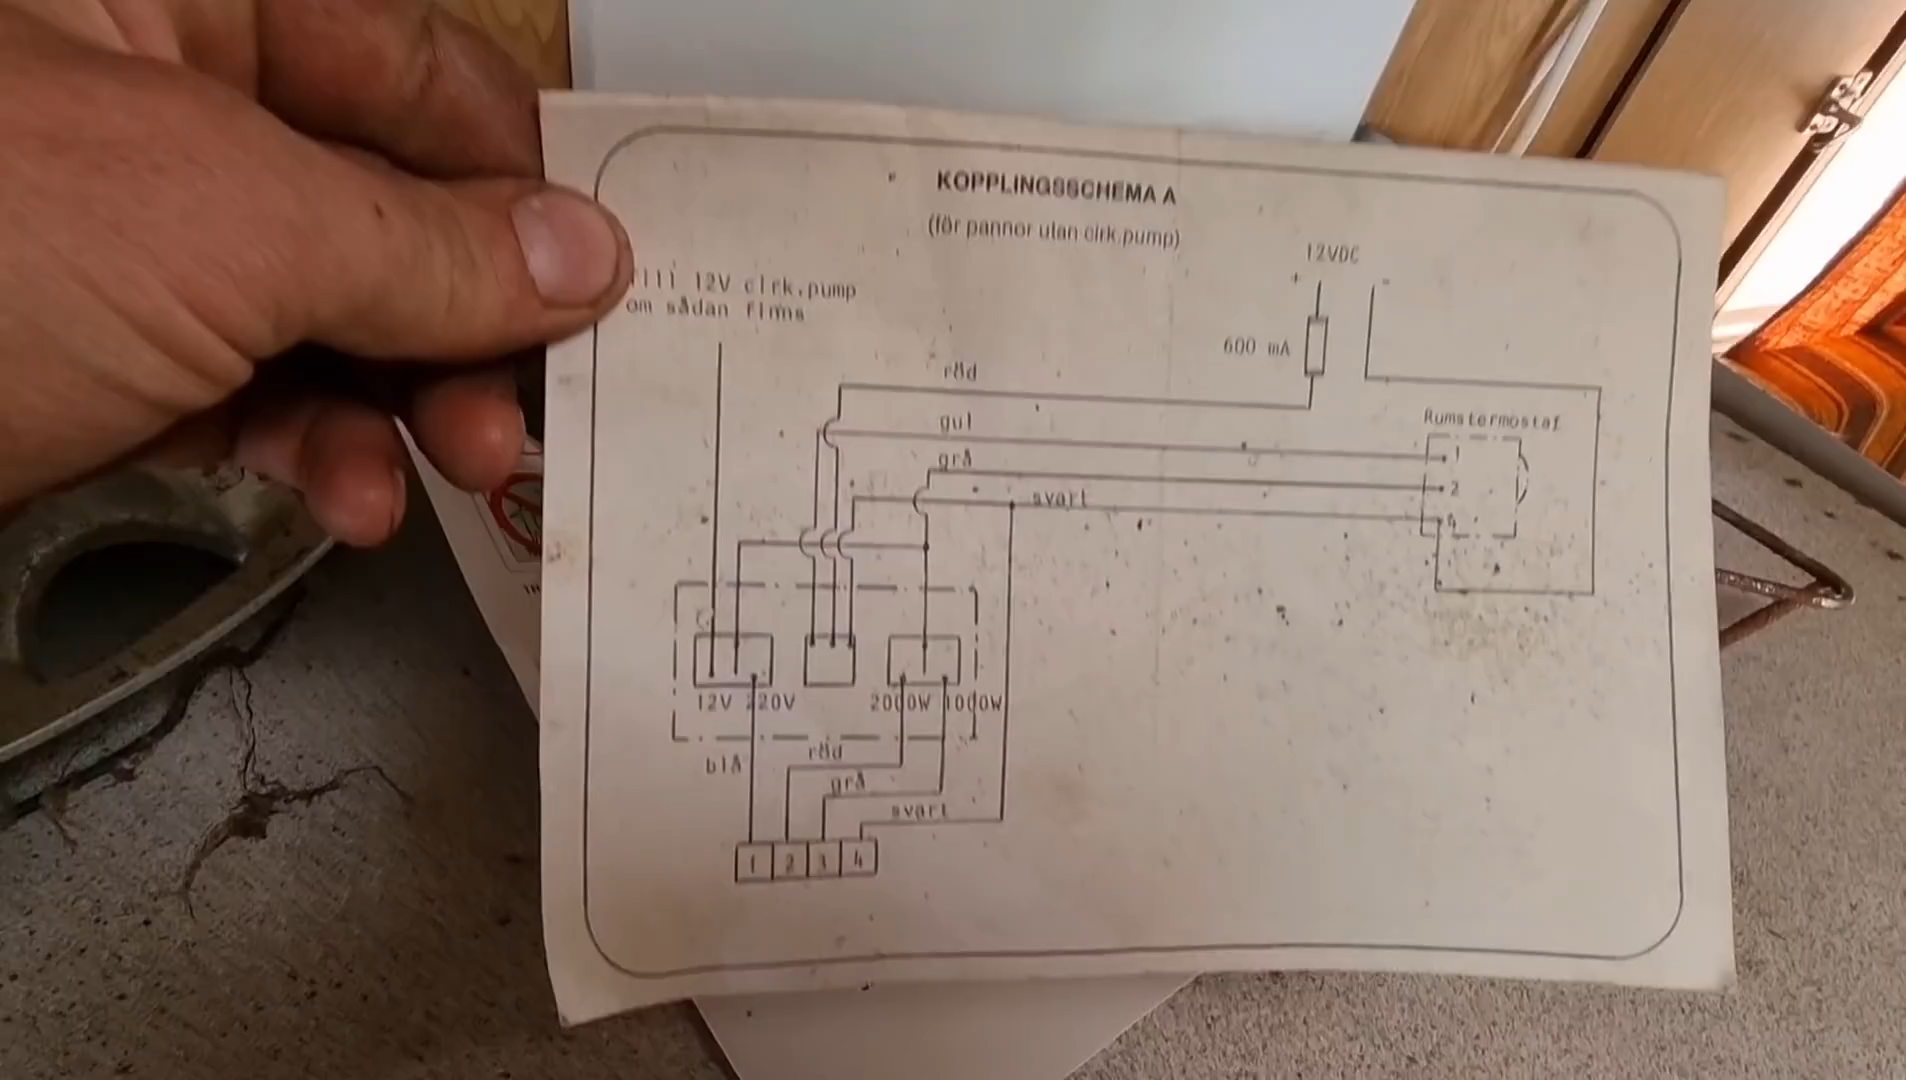 KOPPLINGSSCHEMA A
(för pannor utan cirk.pump)
12VDC
+ -
Till 12V cirk.pump
om sådan finns
600 mA
röd
Rumstermostat
gul
1
grå
2
svart
12V 220V
2000W 1000W
röd
blå
grå
svart
1 2 3 4